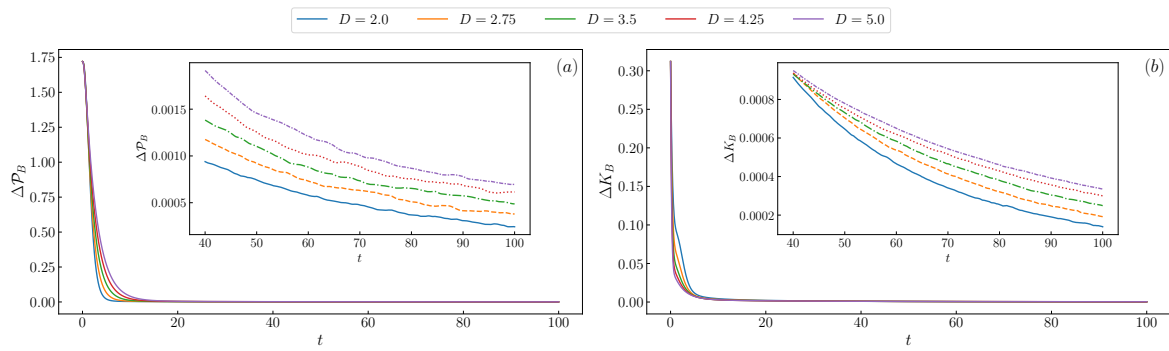 D = 2.0 D = 2.75 D = 3.5 D = 4.25 D = 5.0
(a)
Δ𝒫_B
1.75
1.50
1.25
1.00
0.75
0.50
0.25
0.00
0 20 40 60 80 100
t
Δ𝒫_B
0.0015
0.0010
0.0005
40 50 60 70 80 90 100
t
(b)
ΔK_B
0.30
0.25
0.20
0.15
0.10
0.05
0.00
0 20 40 60 80 100
t
ΔK_B
0.0008
0.0006
0.0004
0.0002
40 50 60 70 80 90 100
t